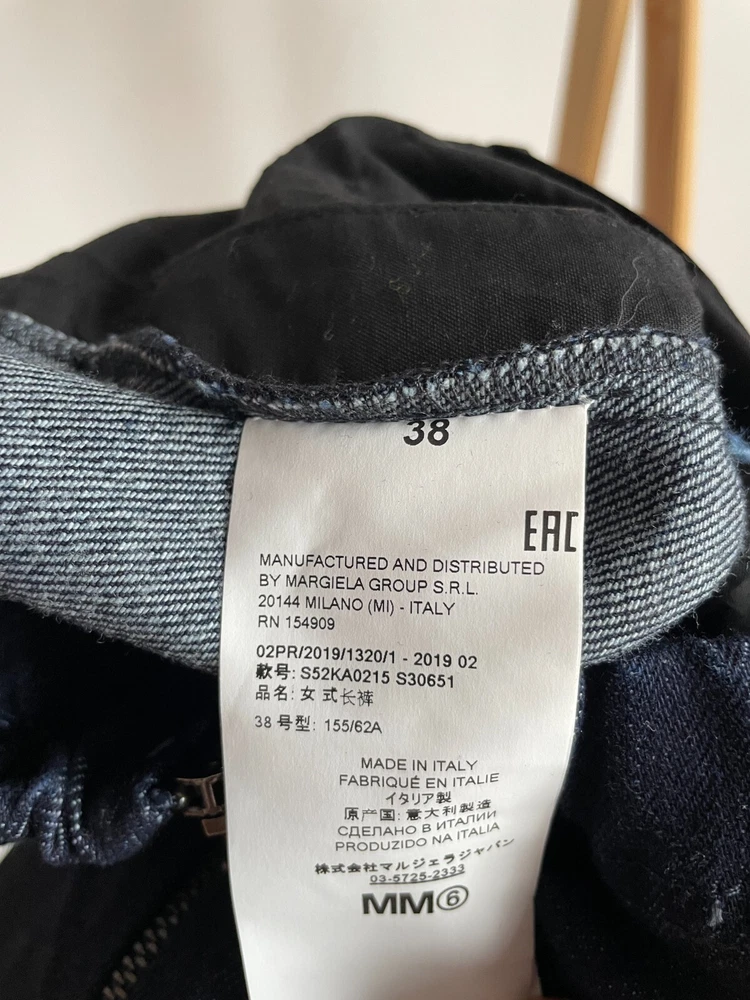 38
EAC
MANUFACTURED AND DISTRIBUTED
BY MARGIELA GROUP S.R.L.
20144 MILANO (MI) - ITALY
RN 154909
02PR/2019/1320/1 - 2019 02
款号: S52KA0215 S30651
品名: 女 式长裤
38 号型: 155/62A
MADE IN ITALY
FABRIQUÉ EN ITALIE
イタリア製
原产国: 意大利製造
СДЕЛАНО В ИТАЛИИ
PRODUZIDO NA ITALIA
株式会社マルジェラジャパン
03-5725-2333
MM⑥